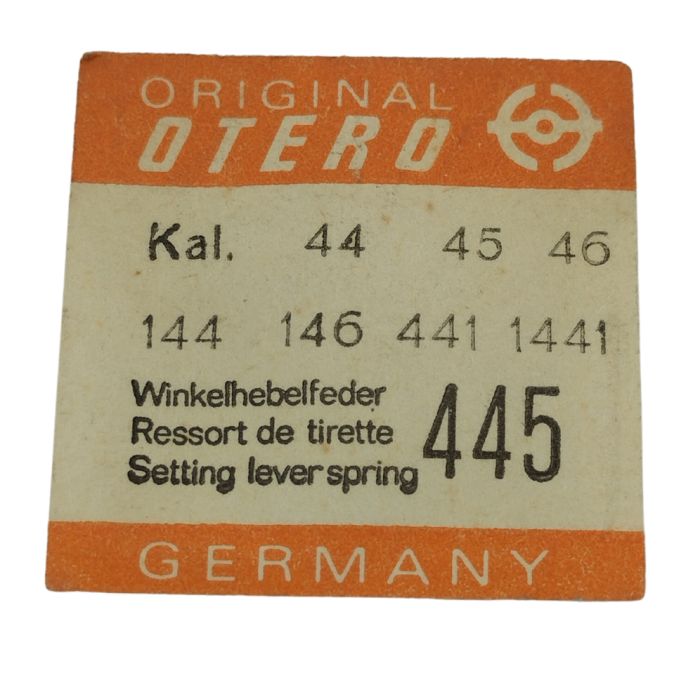 ORIGINAL
OTERO
Kal. 44 45 46
144 146 441 1441
Winkelhebelfeder
Ressort de tirette
Setting lever spring
445
GERMANY